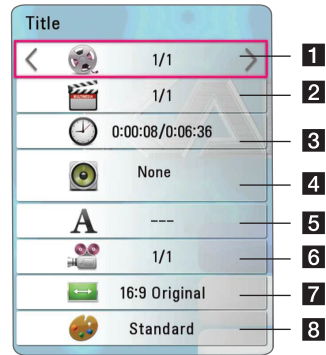 Title
1/1
1
1/1
2
0:00:08/0:06:36
3
None
4
A
---
5
1/1
6
16:9 Original
7
Standard
8